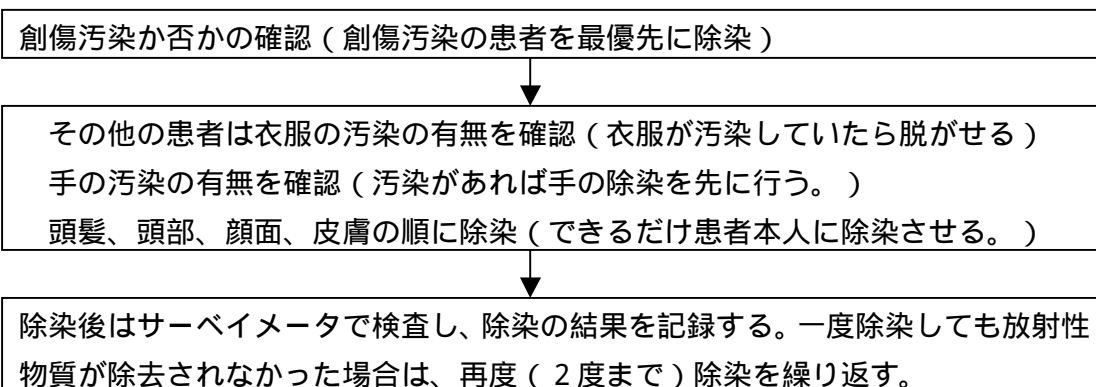 創傷汚染か否かの確認(創傷汚染の患者を最優先に除染)
その他の患者は衣服の汚染の有無を確認(衣服が汚染していたら脱がせる)
手の汚染の有無を確認(汚染があれば手の除染を先に行う。)
頭髪、頭部、顔面、皮膚の順に除染(できるだけ患者本人に除染させる。)
除染後はサーベイメータで検査し、除染の結果を記録する。一度除染しても放射性
物質が除去されなかった場合は、再度(2度まで)除染を繰り返す。